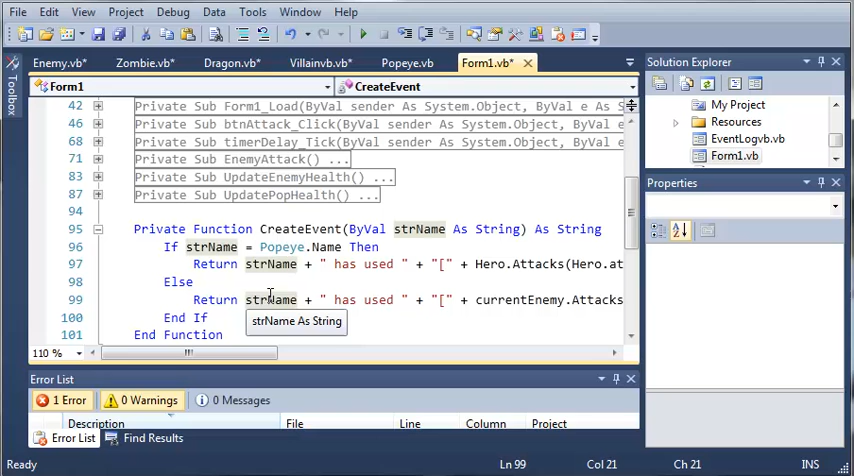 File Edit View Project Debug Data Tools Window Help
Enemy.vb* Zombie.vb* Dragon.vb* Villainvb.vb* Popeye.vb Form1.vb*
Toolbox
Form1 CreateEvent
42 Private Sub Form1_Load(ByVal sender As System.Object, ByVal e As S
46 Private Sub btnAttack_Click(ByVal sender As System.Object, ByVal e
68 Private Sub timerDelay_Tick(ByVal sender As System.Object, ByVal e
71 Private Sub EnemyAttack() ...
83 Private Sub UpdateEnemyHealth() ...
87 Private Sub UpdatePopHealth() ...
94
95 Private Function CreateEvent(ByVal strName As String) As String
96 If strName = Popeye.Name Then
97 Return strName + " has used " + "[" + Hero.Attacks(Hero.at
98 Else
99 Return strName + " has used " + "[" + currentEnemy.Attacks
100 End If
strName As String
101 End Function
110 %
Solution Explorer
My Project
Resources
EventLogvb.vb
Form1.vb
Properties
Error List
1 Error 0 Warnings 0 Messages
Description File Line Column Project
Error List Find Results
Ready Ln 99 Col 21 Ch 21 INS